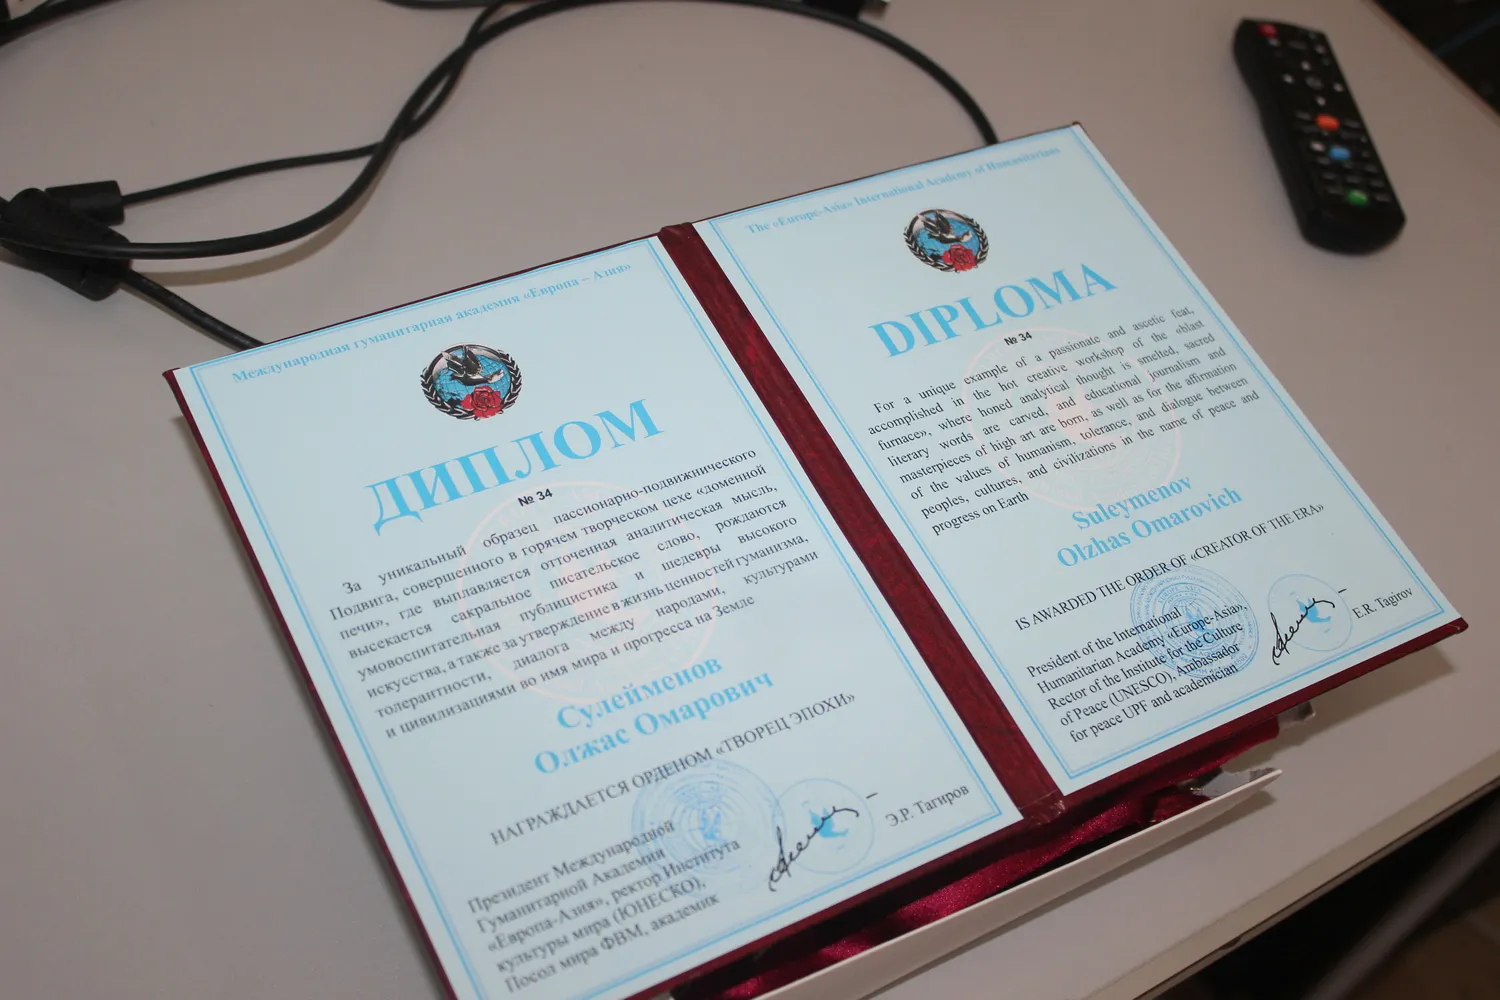 Международная гуманитарная академия «Европа – Азия»
ДИПЛОМ
№ 34
За уникальный образец пассионарно-подвижнического
Подвига, совершенного в горячем творческом цехе «доменной
печи», где выплавляется отточенная аналитическая мысль,
высекается сакральное писательское слово, рождаются
умовоспитательная публицистика и шедевры высокого
искусства, а также за утверждение в жизнь ценностей гуманизма,
толерантности, диалога между народами, культурами
и цивилизациями во имя мира и прогресса на Земле
Сулейменов
Олжас Омарович
НАГРАЖДАЕТСЯ ОРДЕНОМ «ТВОРЕЦ ЭПОХИ»
Президент Международной
Гуманитарной Академии
«Европа-Азия», ректор Института
культуры мира (ЮНЕСКО),
Посол мира ФВМ, академик
Э.Р. Тагиров
The «Europe-Asia» International Academy of Humanitarians
DIPLOMA
№ 34
For a unique example of a passionate and ascetic feat,
accomplished in the hot creative workshop of the «blast
furnace», where honed analytical thought is smelted, sacred
literary words are carved, and educational journalism and
masterpieces of high art are born, as well as for the affirmation
of the values of humanism, tolerance, and dialogue between
peoples, cultures, and civilizations in the name of peace and
progress on Earth
Suleymenov
Olzhas Omarovich
IS AWARDED THE ORDER OF «CREATOR OF THE ERA»
President of the International
Humanitarian Academy «Europe-Asia»,
Rector of the Institute for the Culture
of Peace (UNESCO), Ambassador
for peace UPF and academician
E.R. Tagirov